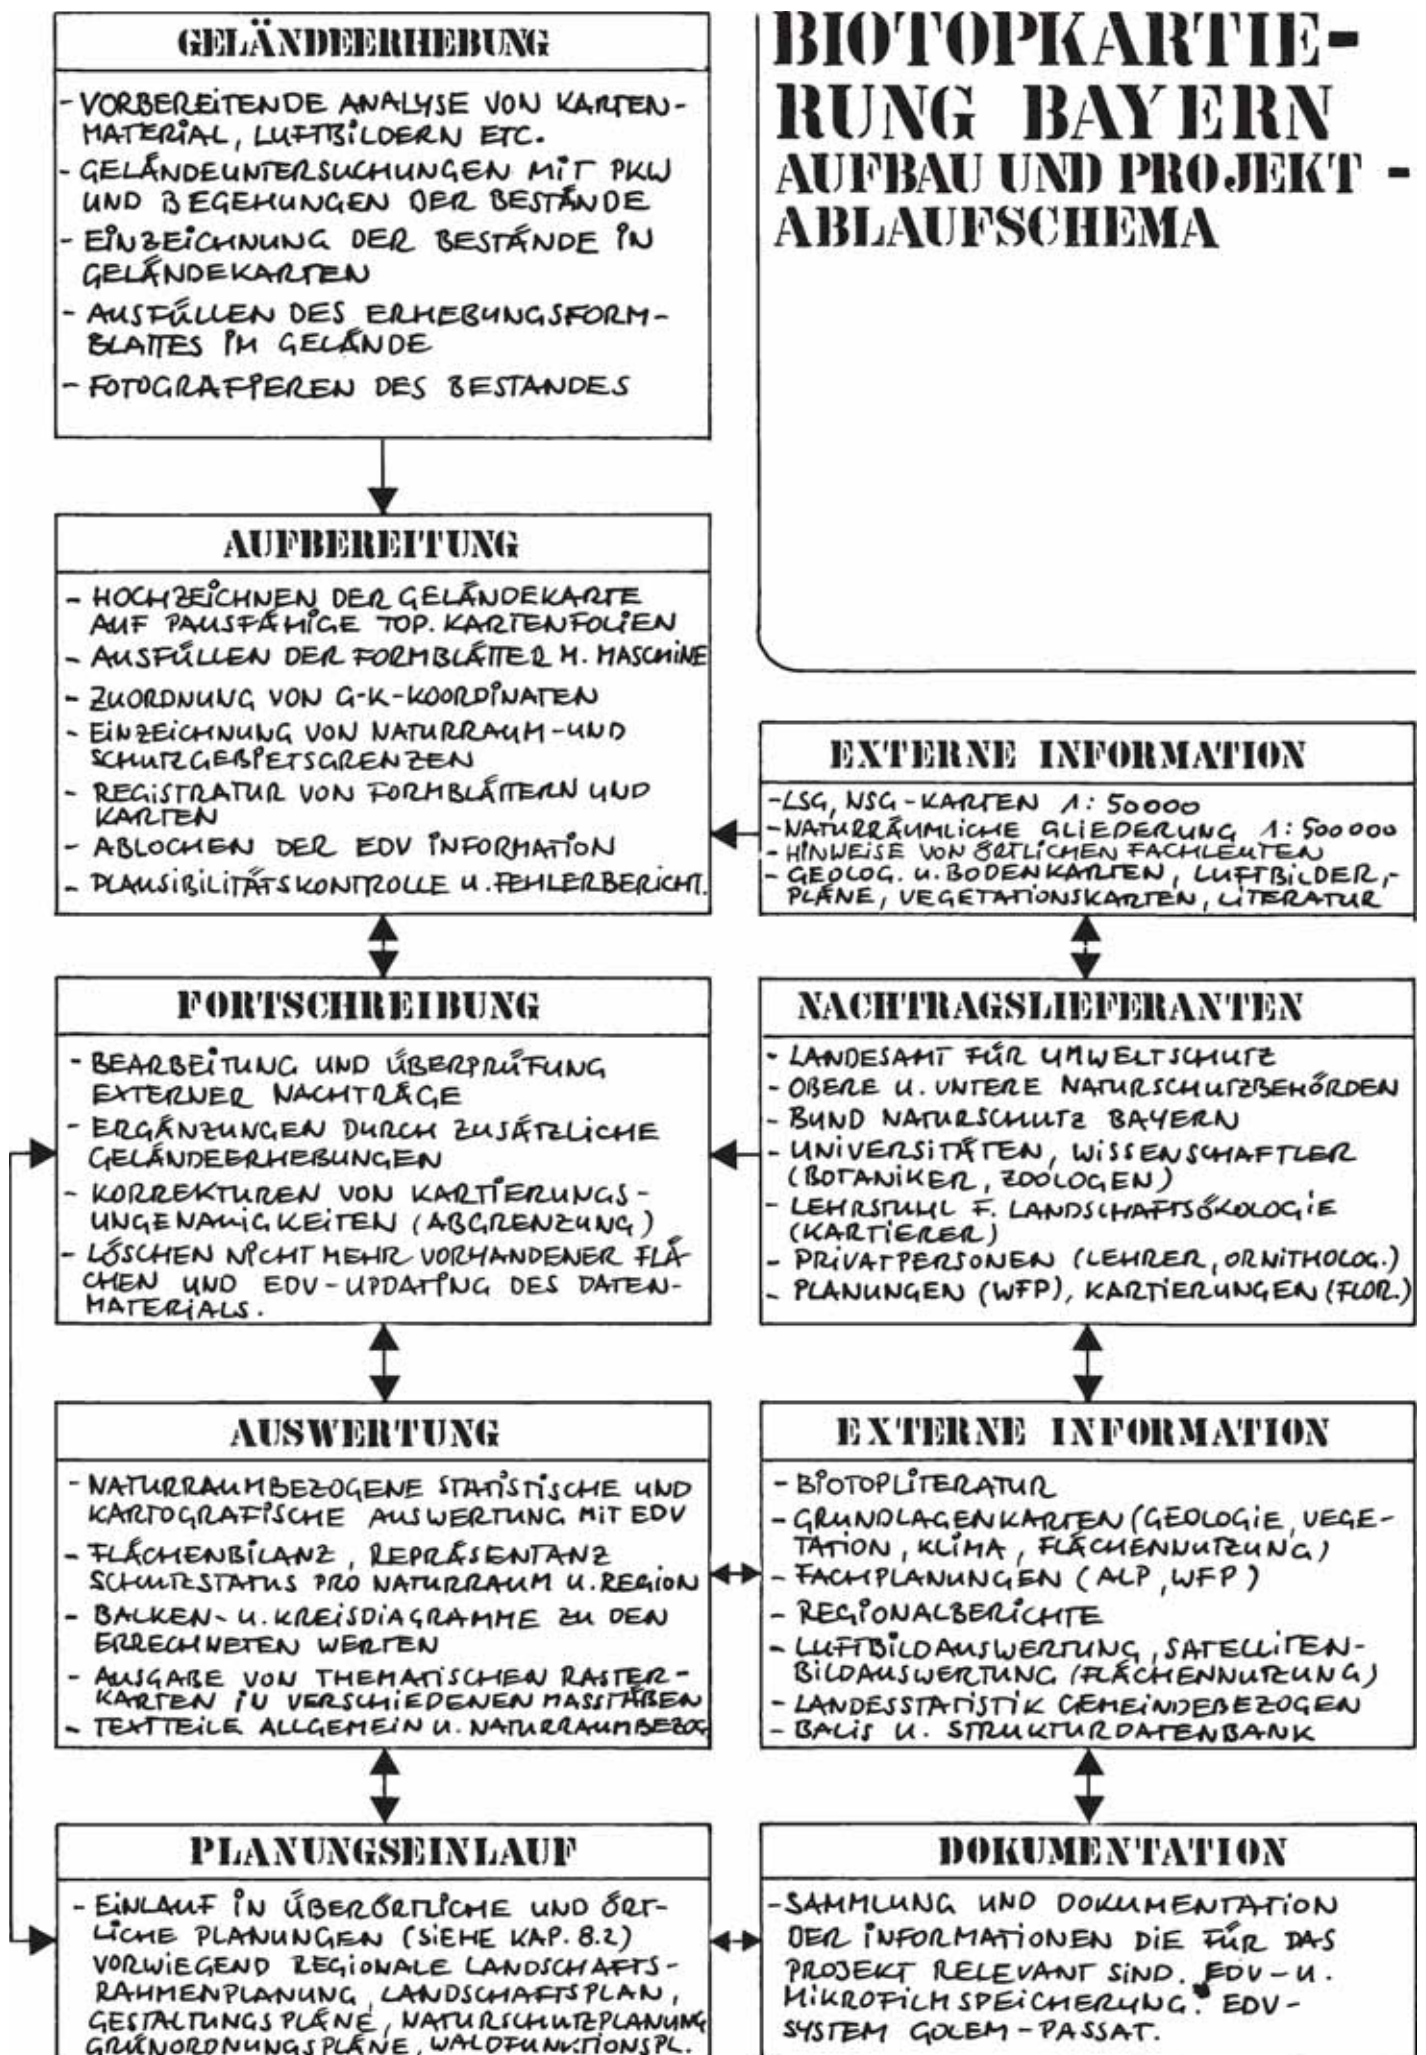 GELÄNDEERHEBUNG
- VORBEREITENDE ANALYSE VON KARTEN-
MATERIAL, LUFTBILDERN ETC.
- GELÄNDEUNTERSUCHUNGEN MIT PKW
UND BEGEHUNGEN DER BESTÄNDE
- EINZEICHNUNG DER BESTÄNDE IN
GELÄNDEKARTEN
- AUSFÜLLEN DES ERHEBUNGSFORM-
BLATTES IM GELÄNDE
- FOTOGRAFIEREN DES BESTANDES
BIOTOPKARTIE-
RUNG BAYERN
AUFBAU UND PROJEKT-
ABLAUFSCHEMA
AUFBEREITUNG
- HOCHZEICHNEN DER GELÄNDEKARTE
AUF PAUSFÄHIGE TOP. KARTENFOLIEN
- AUSFÜLLEN DER FORMBLÄTTER M. MASCHINE
- ZUORDNUNG VON G-K-KOORDINATEN
- EINZEICHNUNG VON NATURRAUM-UND
SCHUTZGEBIETSGRENZEN
- REGISTRATUR VON FORMBLÄTTERN UND
KARTEN
- ABLOCHEN DER EDV INFORMATION
- PLAUSIBILITÄTSKONTROLLE U. FEHLERBERICHT.
EXTERNE INFORMATION
- LSG, NSG-KARTEN 1: 50000
- NATURRÄUMLICHE GLIEDERUNG 1: 500000
- HINWEISE VON ÖRTLICHEN FACHLEUTEN
- GEOLOG. U. BODENKARTEN, LUFTBILDER,-
PLÄNE, VEGETATIONSKARTEN, LITERATUR
FORTSCHREIBUNG
- BEARBEITUNG UND ÜBERPRÜFUNG
EXTERNER NACHTRÄGE
- ERGÄNZUNGEN DURCH ZUSÄTZLICHE
GELÄNDEERHEBUNGEN
- KORREKTUREN VON KARTIERUNGS-
UNGENAUIGKEITEN (ABGRENZUNG)
- LÖSCHEN NICHT MEHR VORHANDENER FLÄ-
CHEN UND EDV-UPDATING DES DATEN-
MATERIALS.
NACHTRAGSLIEFERANTEN
- LANDESAMT FÜR UMWELTSCHUTZ
- OBERE U. UNTERE NATURSCHUTZBEHÖRDEN
- BUND NATURSCHUTZ BAYERN
- UNIVERSITÄTEN, WISSENSCHAFTLER
(BOTANIKER, ZOOLOGEN)
- LEHRSTUHL F. LANDSCHAFTSÖKOLOGIE
(KARTIERER)
- PRIVATPERSONEN (LEHRER, ORNITHOLOG.)
- PLANUNGEN (WFP), KARTIERUNGEN (FLOR.)
AUSWERTUNG
- NATURRAUMBEZOGENE STATISTISCHE UND
KARTOGRAFISCHE AUSWERTUNG MIT EDV
- FLÄCHENBILANZ, REPRÄSENTANZ
SCHUTZSTATUS PRO NATURRAUM U. REGION
- BALKEN- U. KREISDIAGRAMME ZU DEN
ERRECHNETEN WERTEN
- AUSGABE VON THEMATISCHEN RASTER-
KARTEN IN VERSCHIEDENEN MASSTÄBEN
- TEXTTEILE ALLGEMEIN U. NATURRAUMBEZOG
EXTERNE INFORMATION
- BIOTOPLITERATUR
- GRUNDLAGENKARTEN (GEOLOGIE, VEGE-
TATION, KLIMA, FLÄCHENNUTZUNG)
- FACHPLANUNGEN (ALP, WFP)
- REGIONALBERICHTE
- LUFTBILDAUSWERTUNG, SATELLITEN-
BILDAUSWERTUNG (FLÄCHENNUTZUNG)
- LANDESSTATISTIK GEMEINDEBEZOGEN
- BALIS U. STRUKTURDATENBANK
PLANUNGSEINLAUF
- EINLAUF IN ÜBERÖRTLICHE UND ÖRT-
LICHE PLANUNGEN (SIEHE KAP. 8.2)
VORWIEGEND REGIONALE LANDSCHAFTS-
RAHMENPLANUNG, LANDSCHAFTSPLAN,
GESTALTUNGSPLÄNE, NATURSCHUTZPLANUNG
GRÜNORDNUNGSPLÄNE, WALDFUNKTIONSPL.
DOKUMENTATION
- SAMMLUNG UND DOKUMENTATION
DER INFORMATIONEN DIE FÜR DAS
PROJEKT RELEVANT SIND. EDV-U.
MIKROFILMSPEICHERUNG. EDV-
SYSTEM GOLEM-PASSAT.